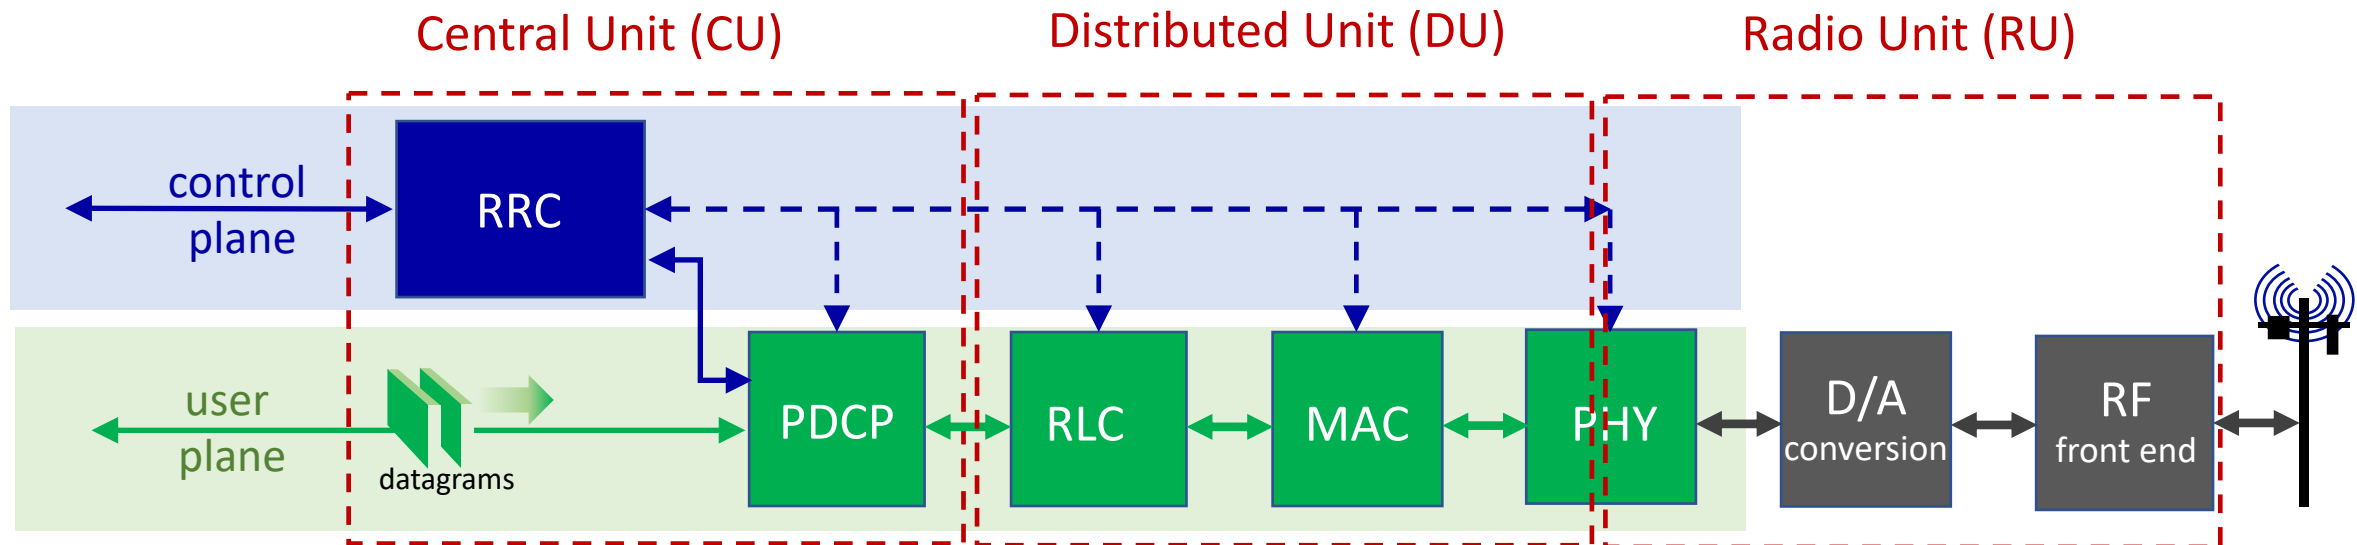 Central Unit (CU)
Distributed Unit (DU)
Radio Unit (RU)
control
plane
RRC
user
plane
datagrams
PDCP
RLC
MAC
PHY
D/A
conversion
RF
front end